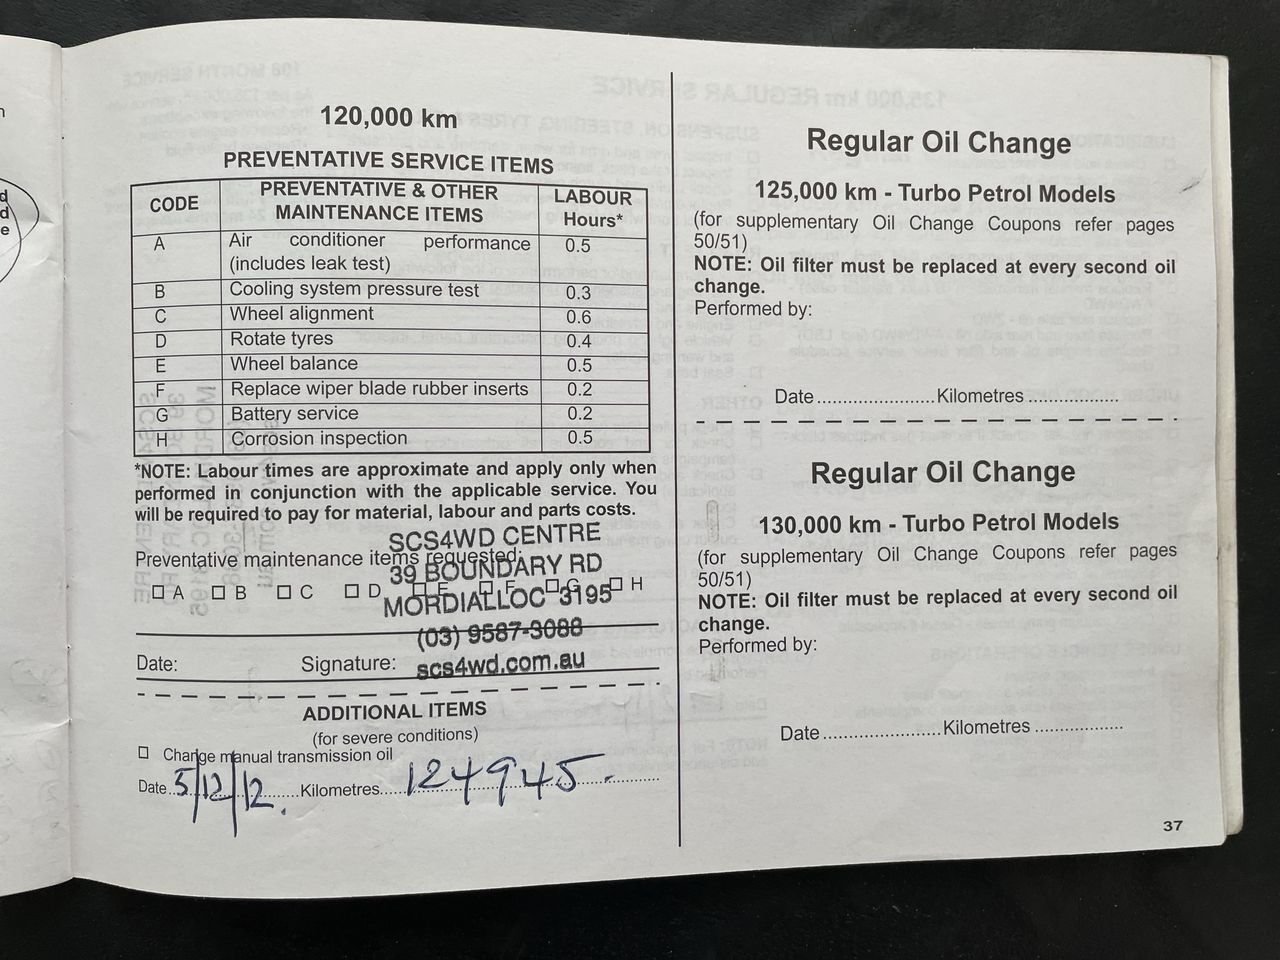 120,000 km
PREVENTATIVE SERVICE ITEMS
CODE PREVENTATIVE & OTHER MAINTENANCE ITEMS LABOUR Hours*
A Air conditioner performance (includes leak test) 0.5
B Cooling system pressure test 0.3
C Wheel alignment 0.6
D Rotate tyres 0.4
E Wheel balance 0.5
F Replace wiper blade rubber inserts 0.2
G Battery service 0.2
H Corrosion inspection 0.5
*NOTE: Labour times are approximate and apply only when
performed in conjunction with the applicable service. You
will be required to pay for material, labour and parts costs.
Preventative maintenance items requested:
A B C D E F G H
SCS4WD CENTRE
39 BOUNDARY RD
MORDIALLOC 3195
(03) 9587-3088
scs4wd.com.au
Date: Signature:
ADDITIONAL ITEMS
(for severe conditions)
Change manual transmission oil
Date 5/12/12. Kilometres 124945.
Regular Oil Change
125,000 km - Turbo Petrol Models
(for supplementary Oil Change Coupons refer pages
50/51)
NOTE: Oil filter must be replaced at every second oil
change.
Performed by:
Date ...................... Kilometres .................
Regular Oil Change
130,000 km - Turbo Petrol Models
(for supplementary Oil Change Coupons refer pages
50/51)
NOTE: Oil filter must be replaced at every second oil
change.
Performed by:
Date ...................... Kilometres .................
37